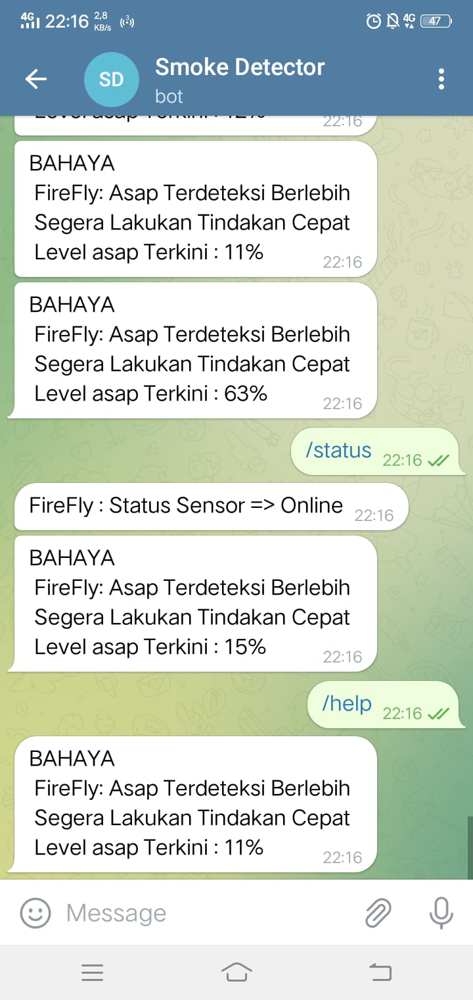 4G 22:16 2,8 KB/s 4G 47
SD Smoke Detector
bot
Level asap Terkini : 12% 22:16
BAHAYA
FireFly: Asap Terdeteksi Berlebih
Segera Lakukan Tindakan Cepat
Level asap Terkini : 11% 22:16
BAHAYA
FireFly: Asap Terdeteksi Berlebih
Segera Lakukan Tindakan Cepat
Level asap Terkini : 63% 22:16
/status 22:16
FireFly : Status Sensor => Online 22:16
BAHAYA
FireFly: Asap Terdeteksi Berlebih
Segera Lakukan Tindakan Cepat
Level asap Terkini : 15% 22:16
/help 22:16
BAHAYA
FireFly: Asap Terdeteksi Berlebih
Segera Lakukan Tindakan Cepat
Level asap Terkini : 11% 22:16
Message